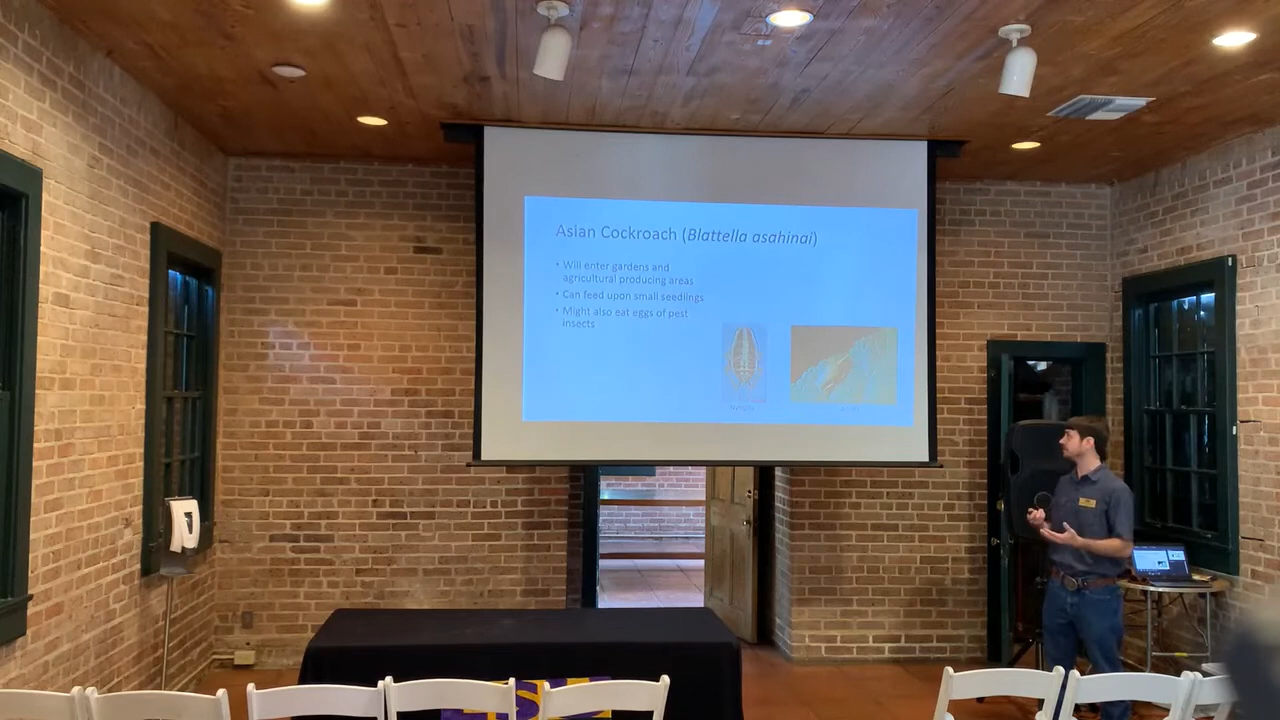 Asian Cockroach (Blattella asahinai)
• Will enter gardens and
agricultural producing areas
• Can feed upon small seedlings
• Might also eat eggs of pest
insects
Nymph